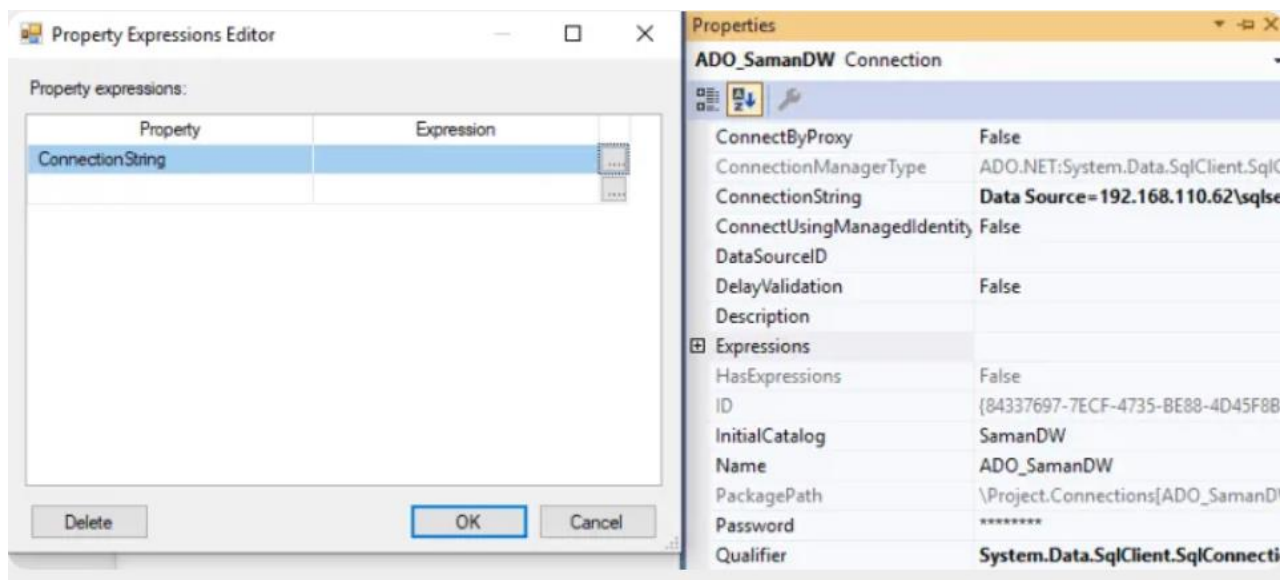 Property Expressions Editor
Property expressions:
Property Expression
ConnectionString
Delete OK Cancel
Properties
ADO_SamanDW Connection
ConnectByProxy False
ConnectionManagerType ADO.NET:System.Data.SqlClient.SqlC
ConnectionString Data Source=192.168.110.62\sqlse
ConnectUsingManagedIdentity False
DataSourceID
DelayValidation False
Description
Expressions
HasExpressions False
ID {84337697-7ECF-4735-BE88-4D45F8B
InitialCatalog SamanDW
Name ADO_SamanDW
PackagePath \Project.Connections[ADO_SamanDW
Password ********
Qualifier System.Data.SqlClient.SqlConnecti